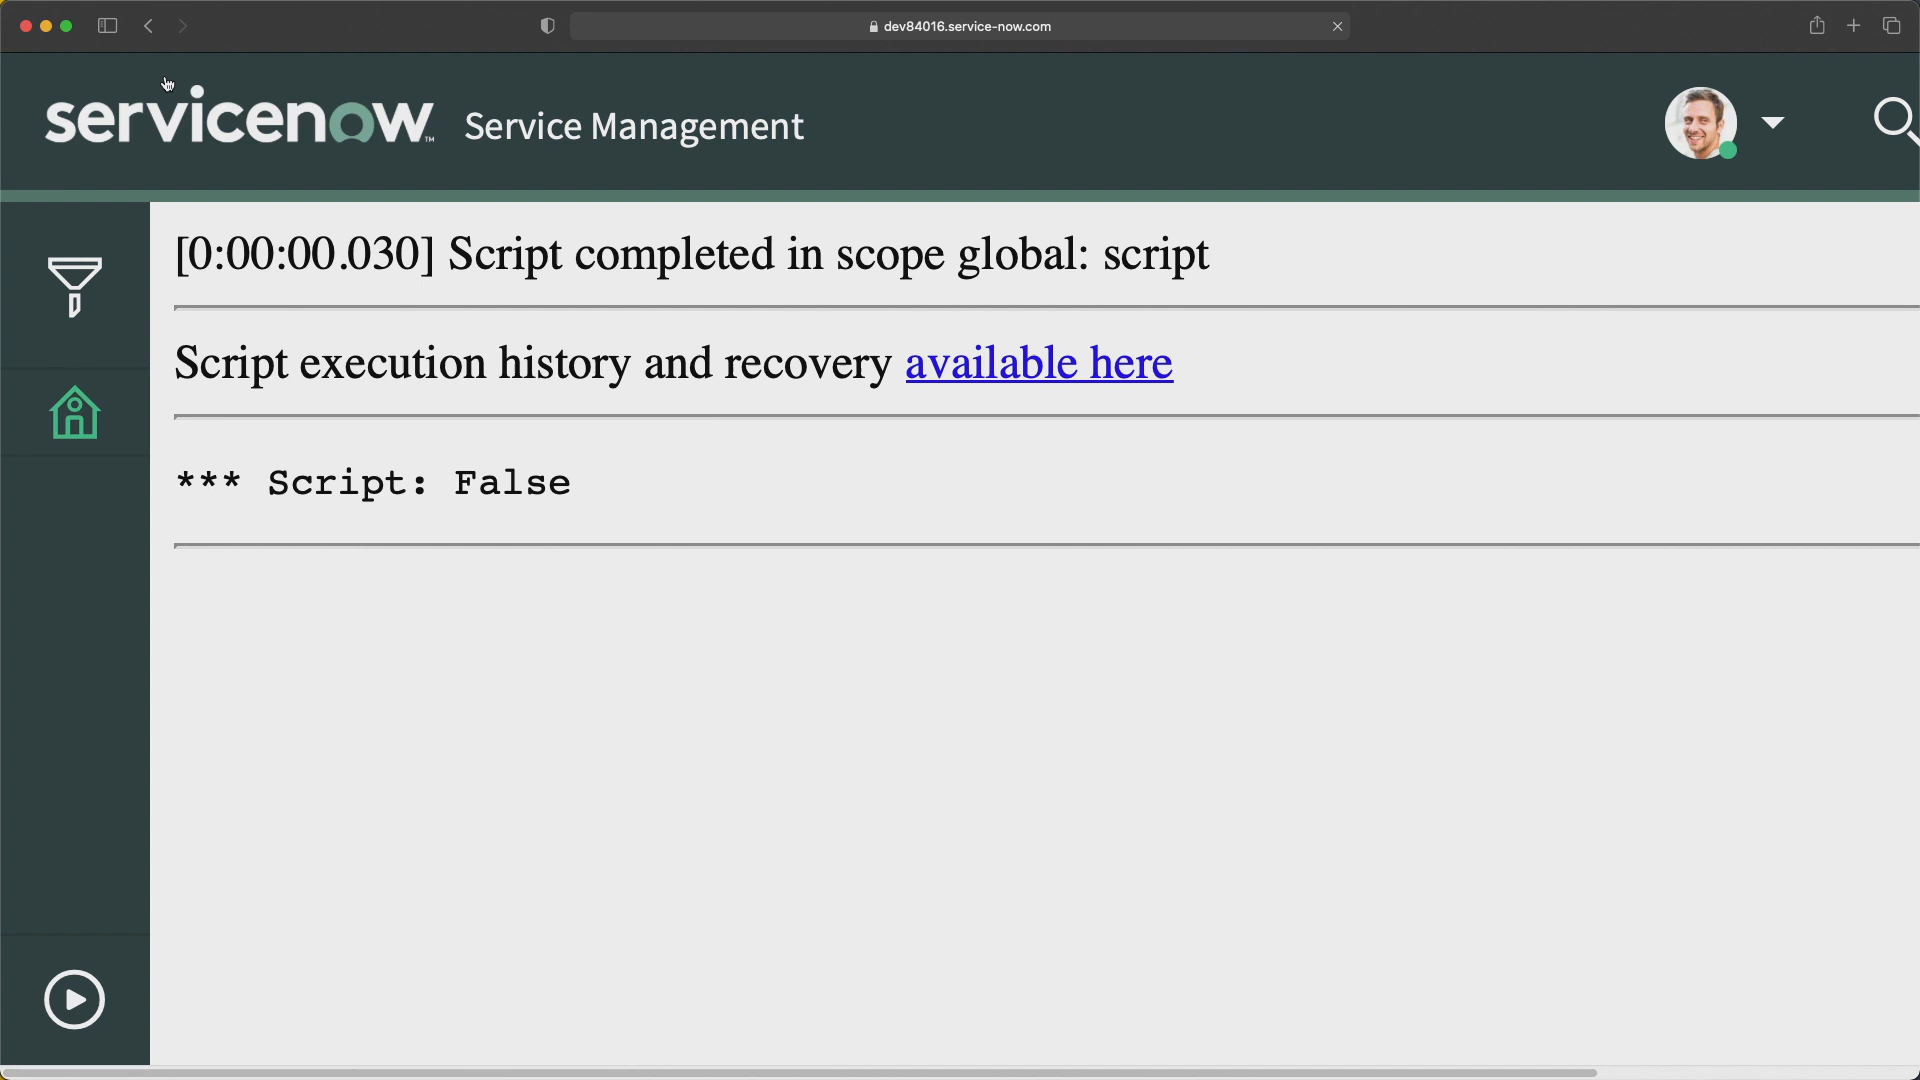 dev84016.service-now.com
servicenow™ Service Management
[0:00:00.030] Script completed in scope global: script
Script execution history and recovery available here
*** Script: False